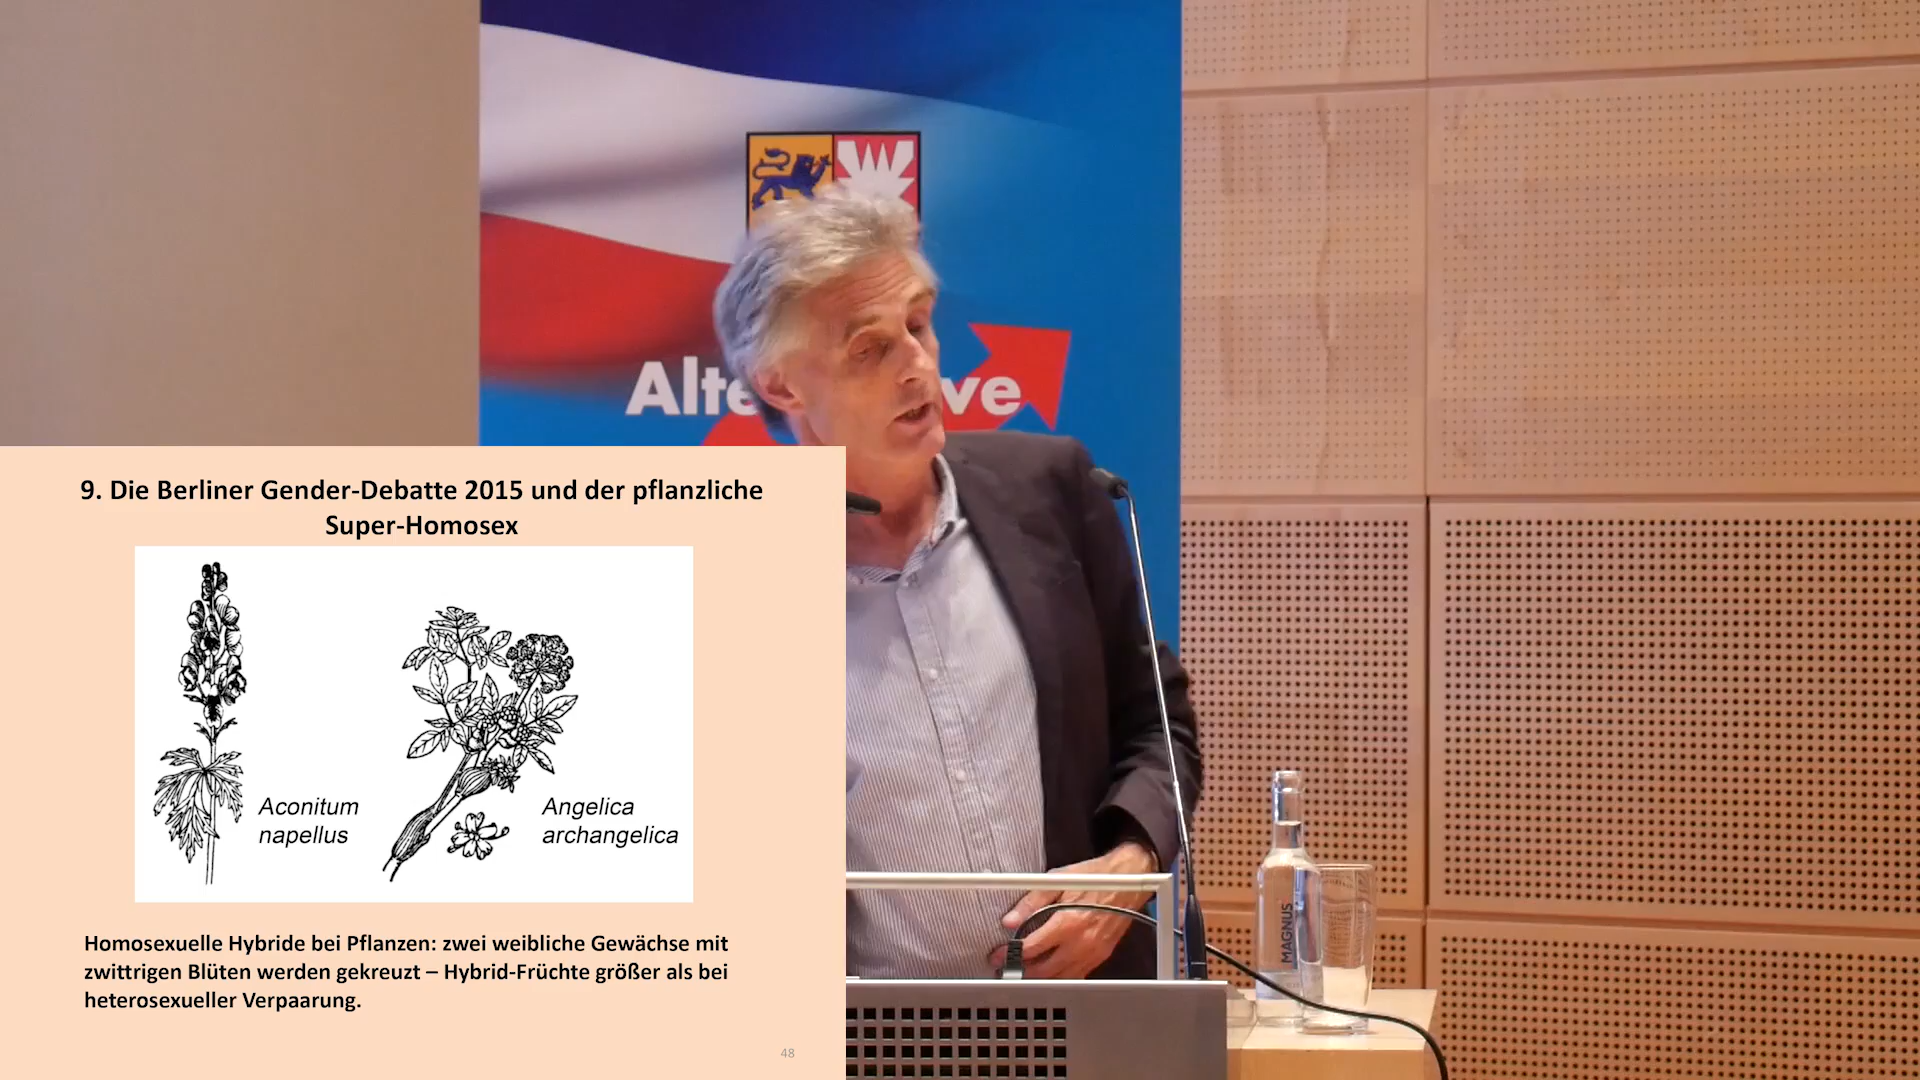 Alte
ve
9. Die Berliner Gender-Debatte 2015 und der pflanzliche
Super-Homosex
Aconitum
napellus
Angelica
archangelica
Homosexuelle Hybride bei Pflanzen: zwei weibliche Gewächse mit
zwittrigen Blüten werden gekreuzt – Hybrid-Früchte größer als bei
heterosexueller Verpaarung.
48
MAGNUS